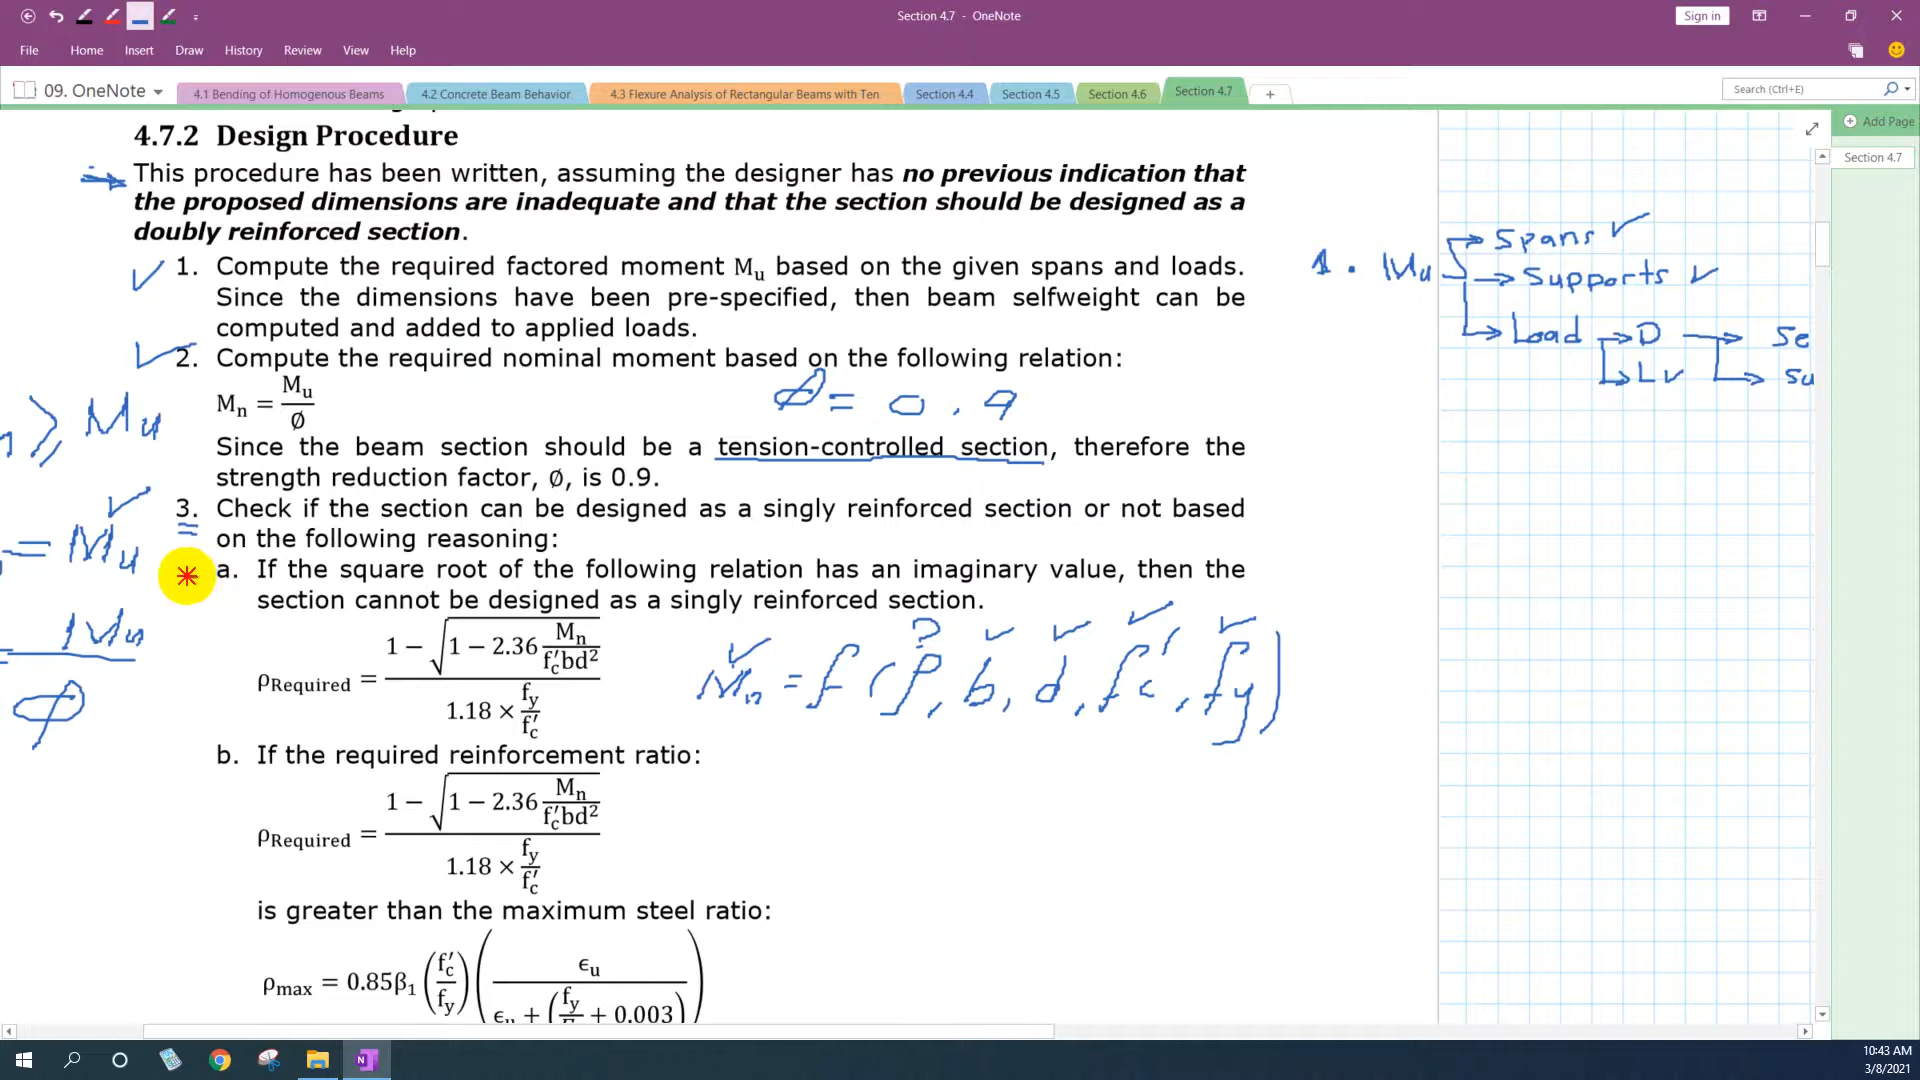 Section 4.7 - OneNote
Sign in
File Home Insert Draw History Review View Help
09. OneNote
4.1 Bending of Homogenous Beams
4.2 Concrete Beam Behavior
4.3 Flexure Analysis of Rectangular Beams with Ten
Section 4.4
Section 4.5
Section 4.6
Section 4.7
Search (Ctrl+E)
Add Page
Section 4.7
4.7.2 Design Procedure
This procedure has been written, assuming the designer has no previous indication that
the proposed dimensions are inadequate and that the section should be designed as a
doubly reinforced section.
1. Compute the required factored moment Mu based on the given spans and loads.
Since the dimensions have been pre-specified, then beam selfweight can be
computed and added to applied loads.
2. Compute the required nominal moment based on the following relation:
Mn = Mu/∅
∅ = 0.9
Since the beam section should be a tension-controlled section, therefore the
strength reduction factor, ∅, is 0.9.
3. Check if the section can be designed as a singly reinforced section or not based
on the following reasoning:
a. If the square root of the following relation has an imaginary value, then the
section cannot be designed as a singly reinforced section.
ρRequired = (1 − √(1 − 2.36 Mn/(f′c bd²)))/(1.18 × fy/f′c)
Mn = f(ρ, b, d, fc′, fy)
?
b. If the required reinforcement ratio:
ρRequired = (1 − √(1 − 2.36 Mn/(f′c bd²)))/(1.18 × fy/f′c)
is greater than the maximum steel ratio:
ρmax = 0.85β1 (f′c/fy) (ϵu/(ϵu + (fy/ + 0.003)))
n ≥ Mu
= Mu
Mu
∅
1. Mu
Spans
Supports
Load D Se
L Su
10:43 AM
3/8/2021